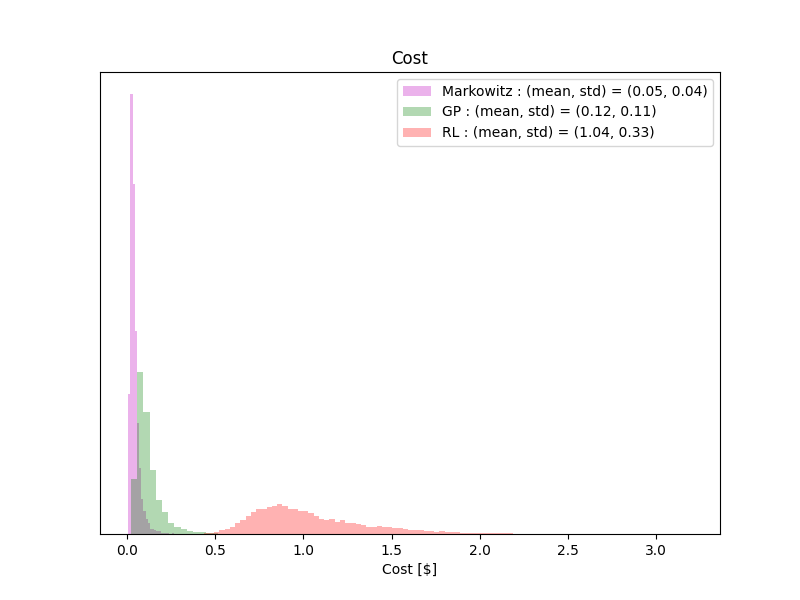 Cost
Markowitz : (mean, std) = (0.05, 0.04)
GP : (mean, std) = (0.12, 0.11)
RL : (mean, std) = (1.04, 0.33)
0.0 0.5 1.0 1.5 2.0 2.5 3.0
Cost [$]